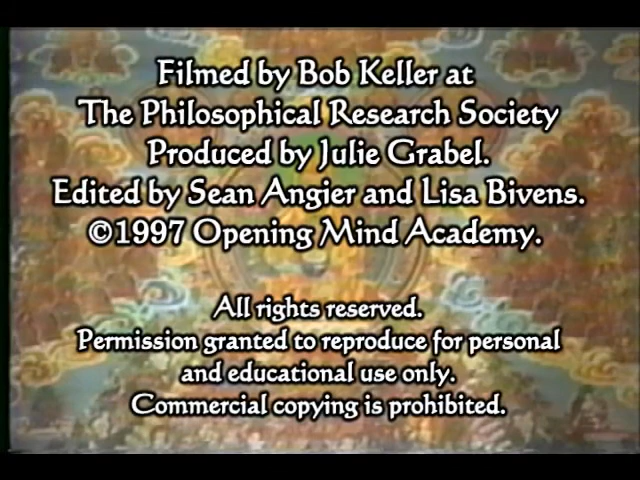 Filmed by Bob Keller at
The Philosophical Research Society
Produced by Julie Grabel.
Edited by Sean Angier and Lisa Bivens.
©1997 Opening Mind Academy.
All rights reserved.
Permission granted to reproduce for personal
and educational use only.
Commercial copying is prohibited.